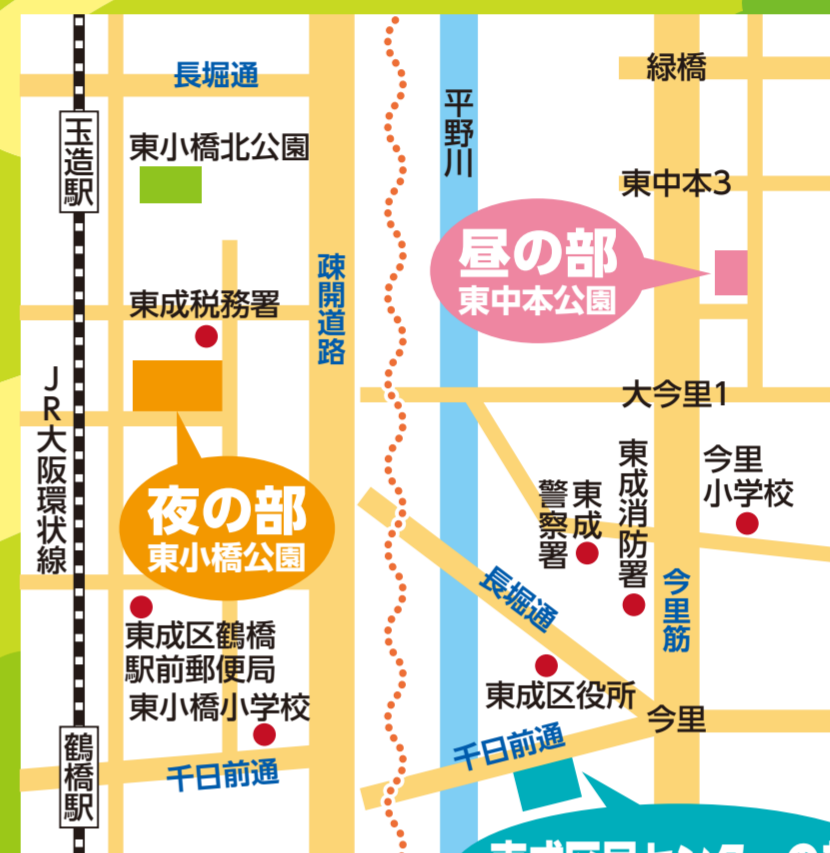 長堀通
緑橋
玉造駅
平野川
東小橋北公園
東中本3
昼の部
東中本公園
疎開道路
東成税務署
JR大阪環状線
大今里1
夜の部
東小橋公園
東成警察署
東成消防署
今里
小学校
長堀通
今里筋
東成区鶴橋
駅前郵便局
東小橋小学校
東成区役所
今里
鶴橋駅
千日前通
千日前通